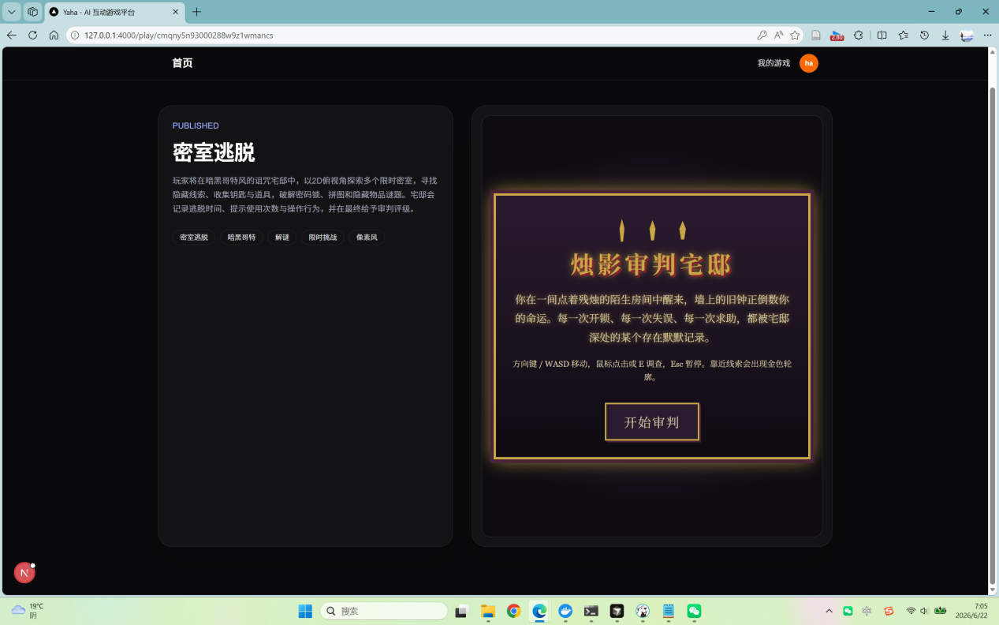 Yaha - AI 互动游戏平台
127.0.0.1:4000/play/cmqny5n93000288w9z1wmancs
2.80
首页
我的游戏
ha
PUBLISHED
密室逃脱
玩家将在暗黑哥特风的诅咒宅邸中，以2D俯视角探索多个限时密室，寻找
隐藏线索、收集钥匙与道具，破解密码锁、拼图和隐藏物品谜题。宅邸会
记录逃脱时间、提示使用次数与操作行为，并在最终给予审判评级。
密室逃脱
暗黑哥特
解谜
限时挑战
像素风
烛影审判宅邸
你在一间点着残烛的陌生房间中醒来，墙上的旧钟正倒数你
的命运。每一次开锁、每一次失误、每一次求助，都被宅邸
深处的某个存在默默记录。
方向键 / WASD 移动，鼠标点击或 E 调查，Esc 暂停。靠近线索会出现金色轮
廓。
开始审判
N
19°C
阴
搜索
中
7:05
2026/6/22